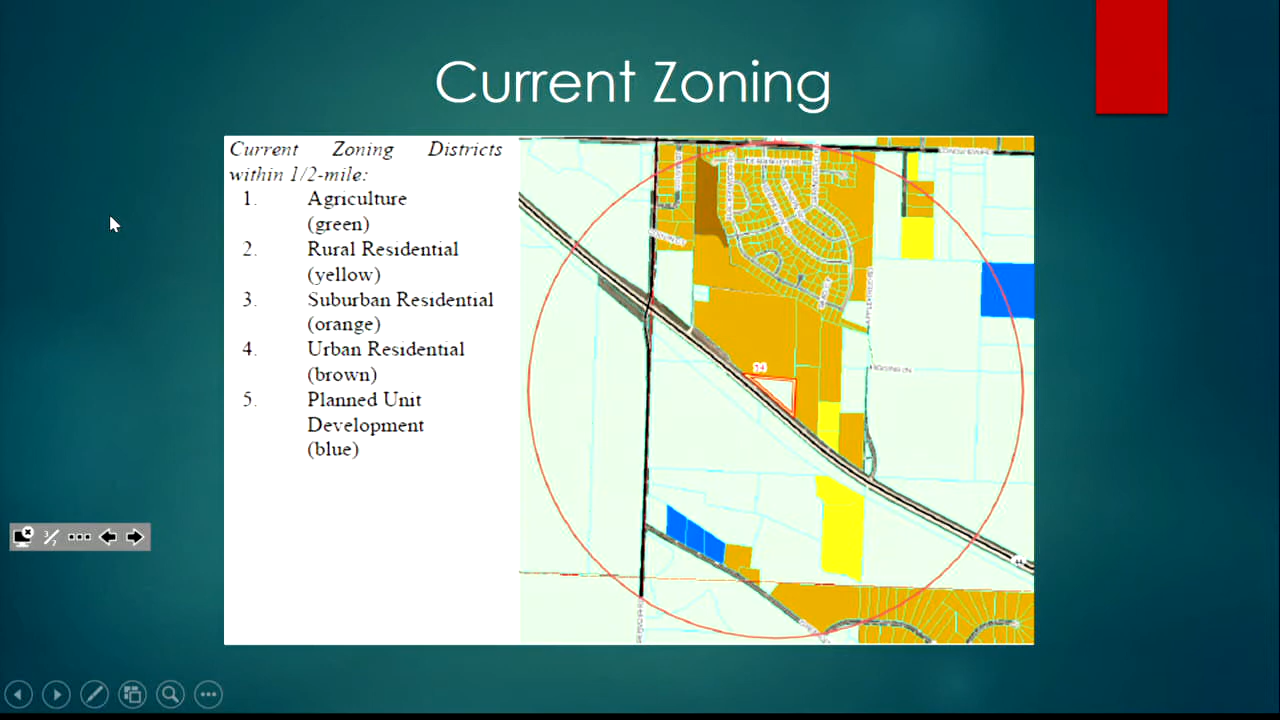 Current Zoning
Current Zoning Districts
within 1/2-mile:
1. Agriculture
(green)
2. Rural Residential
(yellow)
3. Suburban Residential
(orange)
4. Urban Residential
(brown)
5. Planned Unit
Development
(blue)
14
44